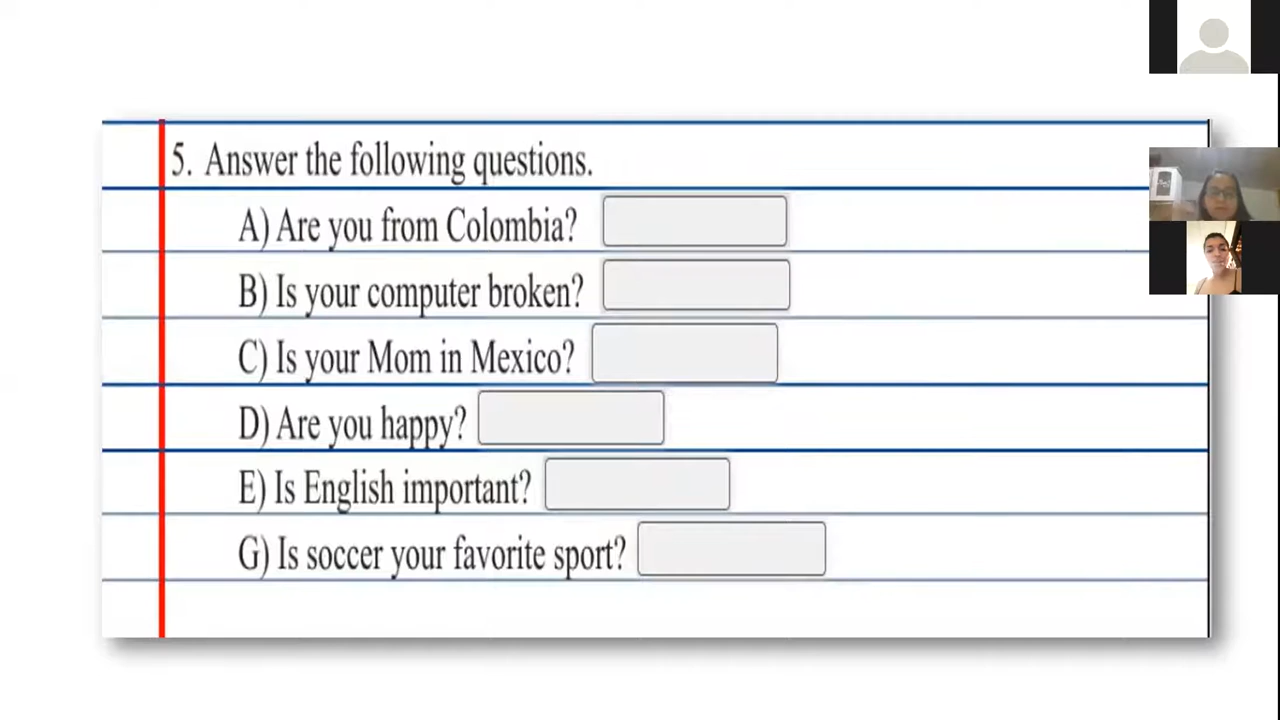 5. Answer the following questions.
A) Are you from Colombia?
B) Is your computer broken?
C) Is your Mom in Mexico?
D) Are you happy?
E) Is English important?
G) Is soccer your favorite sport?